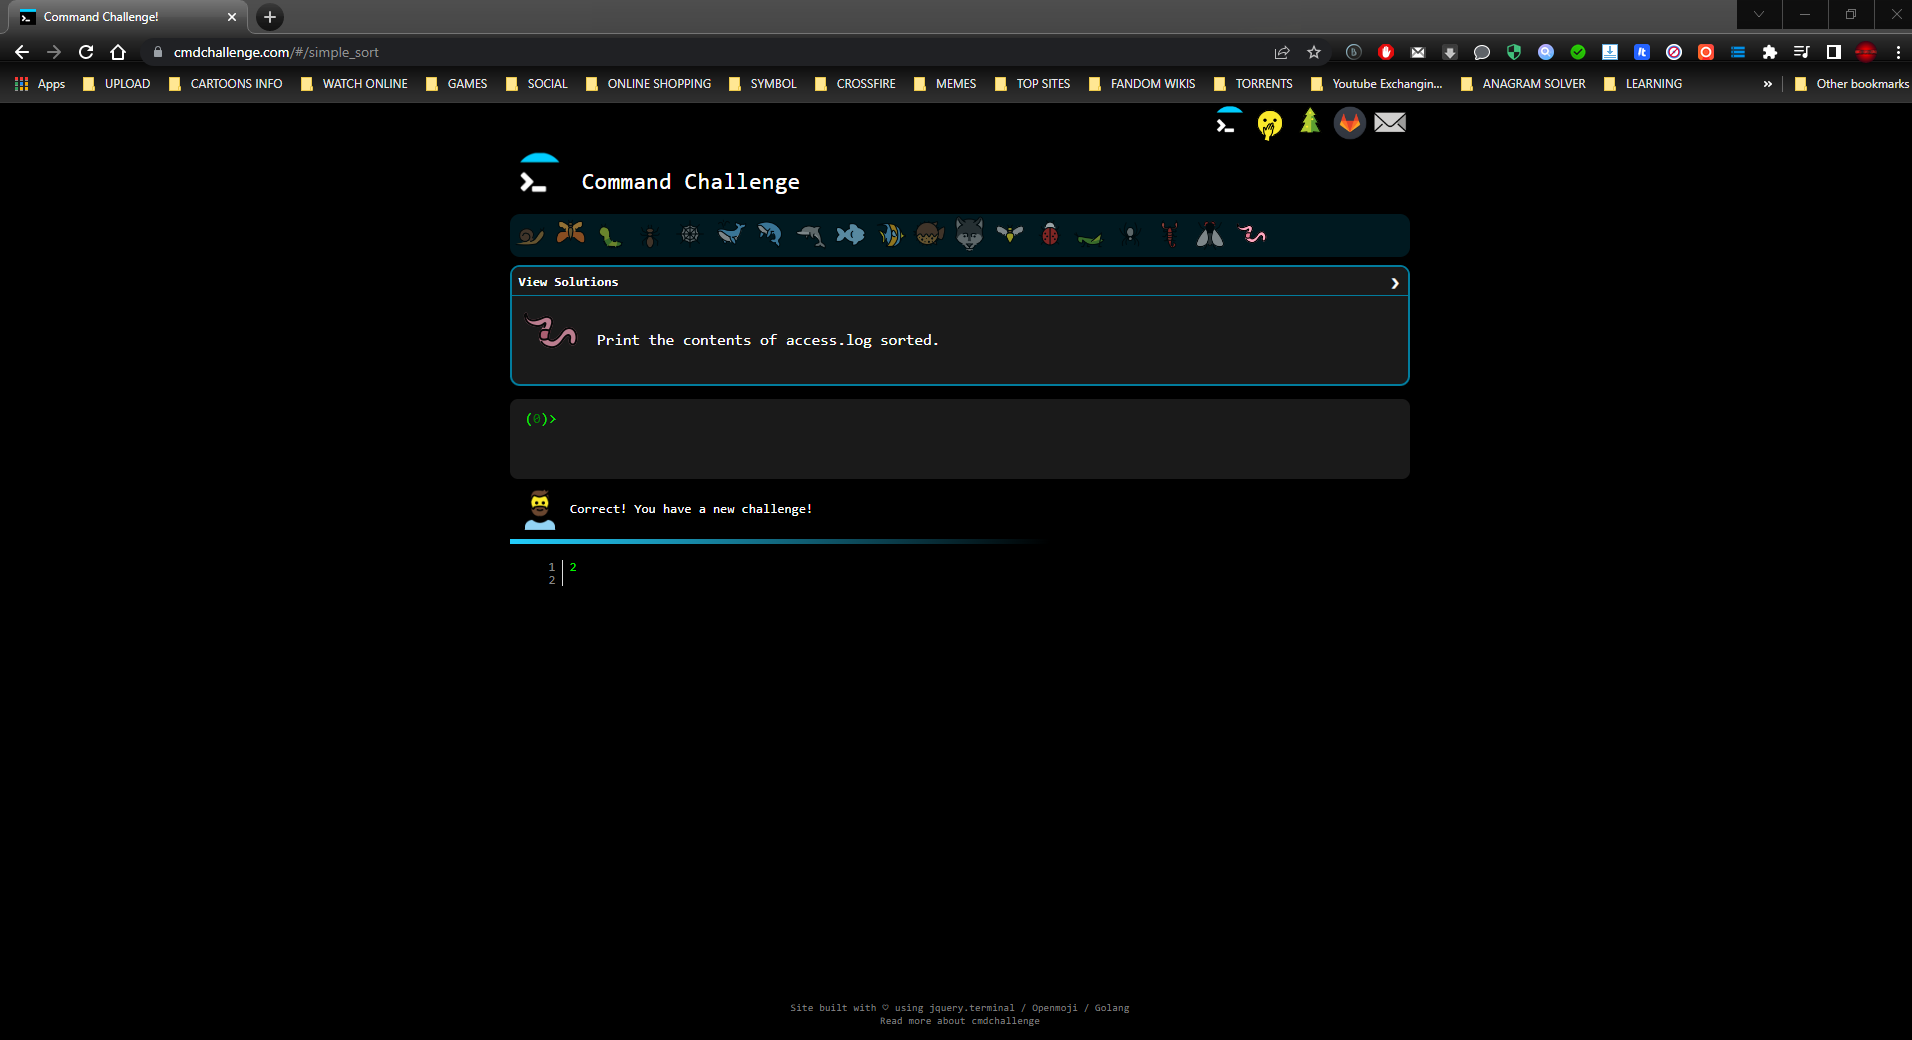 Command Challenge!
cmdchallenge.com/#/simple_sort
Apps UPLOAD CARTOONS INFO WATCH ONLINE GAMES SOCIAL ONLINE SHOPPING SYMBOL CROSSFIRE MEMES TOP SITES FANDOM WIKIS TORRENTS Youtube Exchangin... ANAGRAM SOLVER LEARNING » Other bookmarks
Command Challenge
View Solutions
Print the contents of access.log sorted.
(0)>
Correct! You have a new challenge!
1 2
2
Site built with ♡ using jquery.terminal / Openmoji / Golang
Read more about cmdchallenge